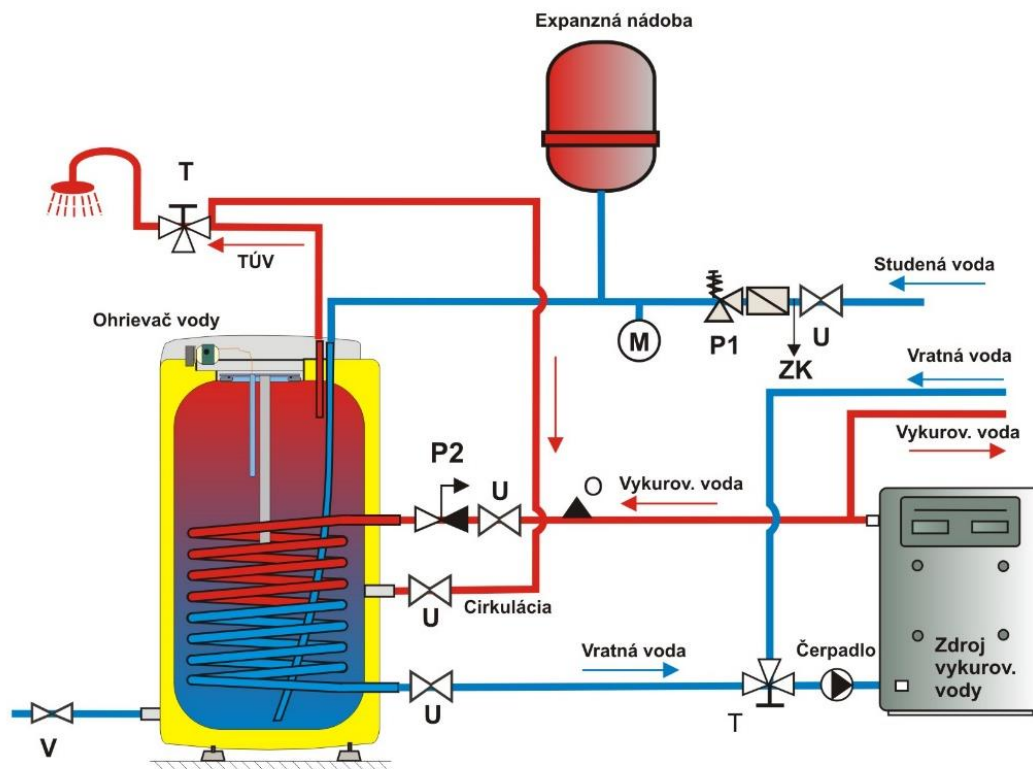 Expanzná nádoba
T
TÚV
Studená voda
Ohrievač vody
M
P1
ZK
U
Vratná voda
Vykurov. voda
P2
U
O
Vykurov. voda
U
Cirkulácia
Vratná voda
Čerpadlo
Zdroj
vykurov.
vody
U
T
V